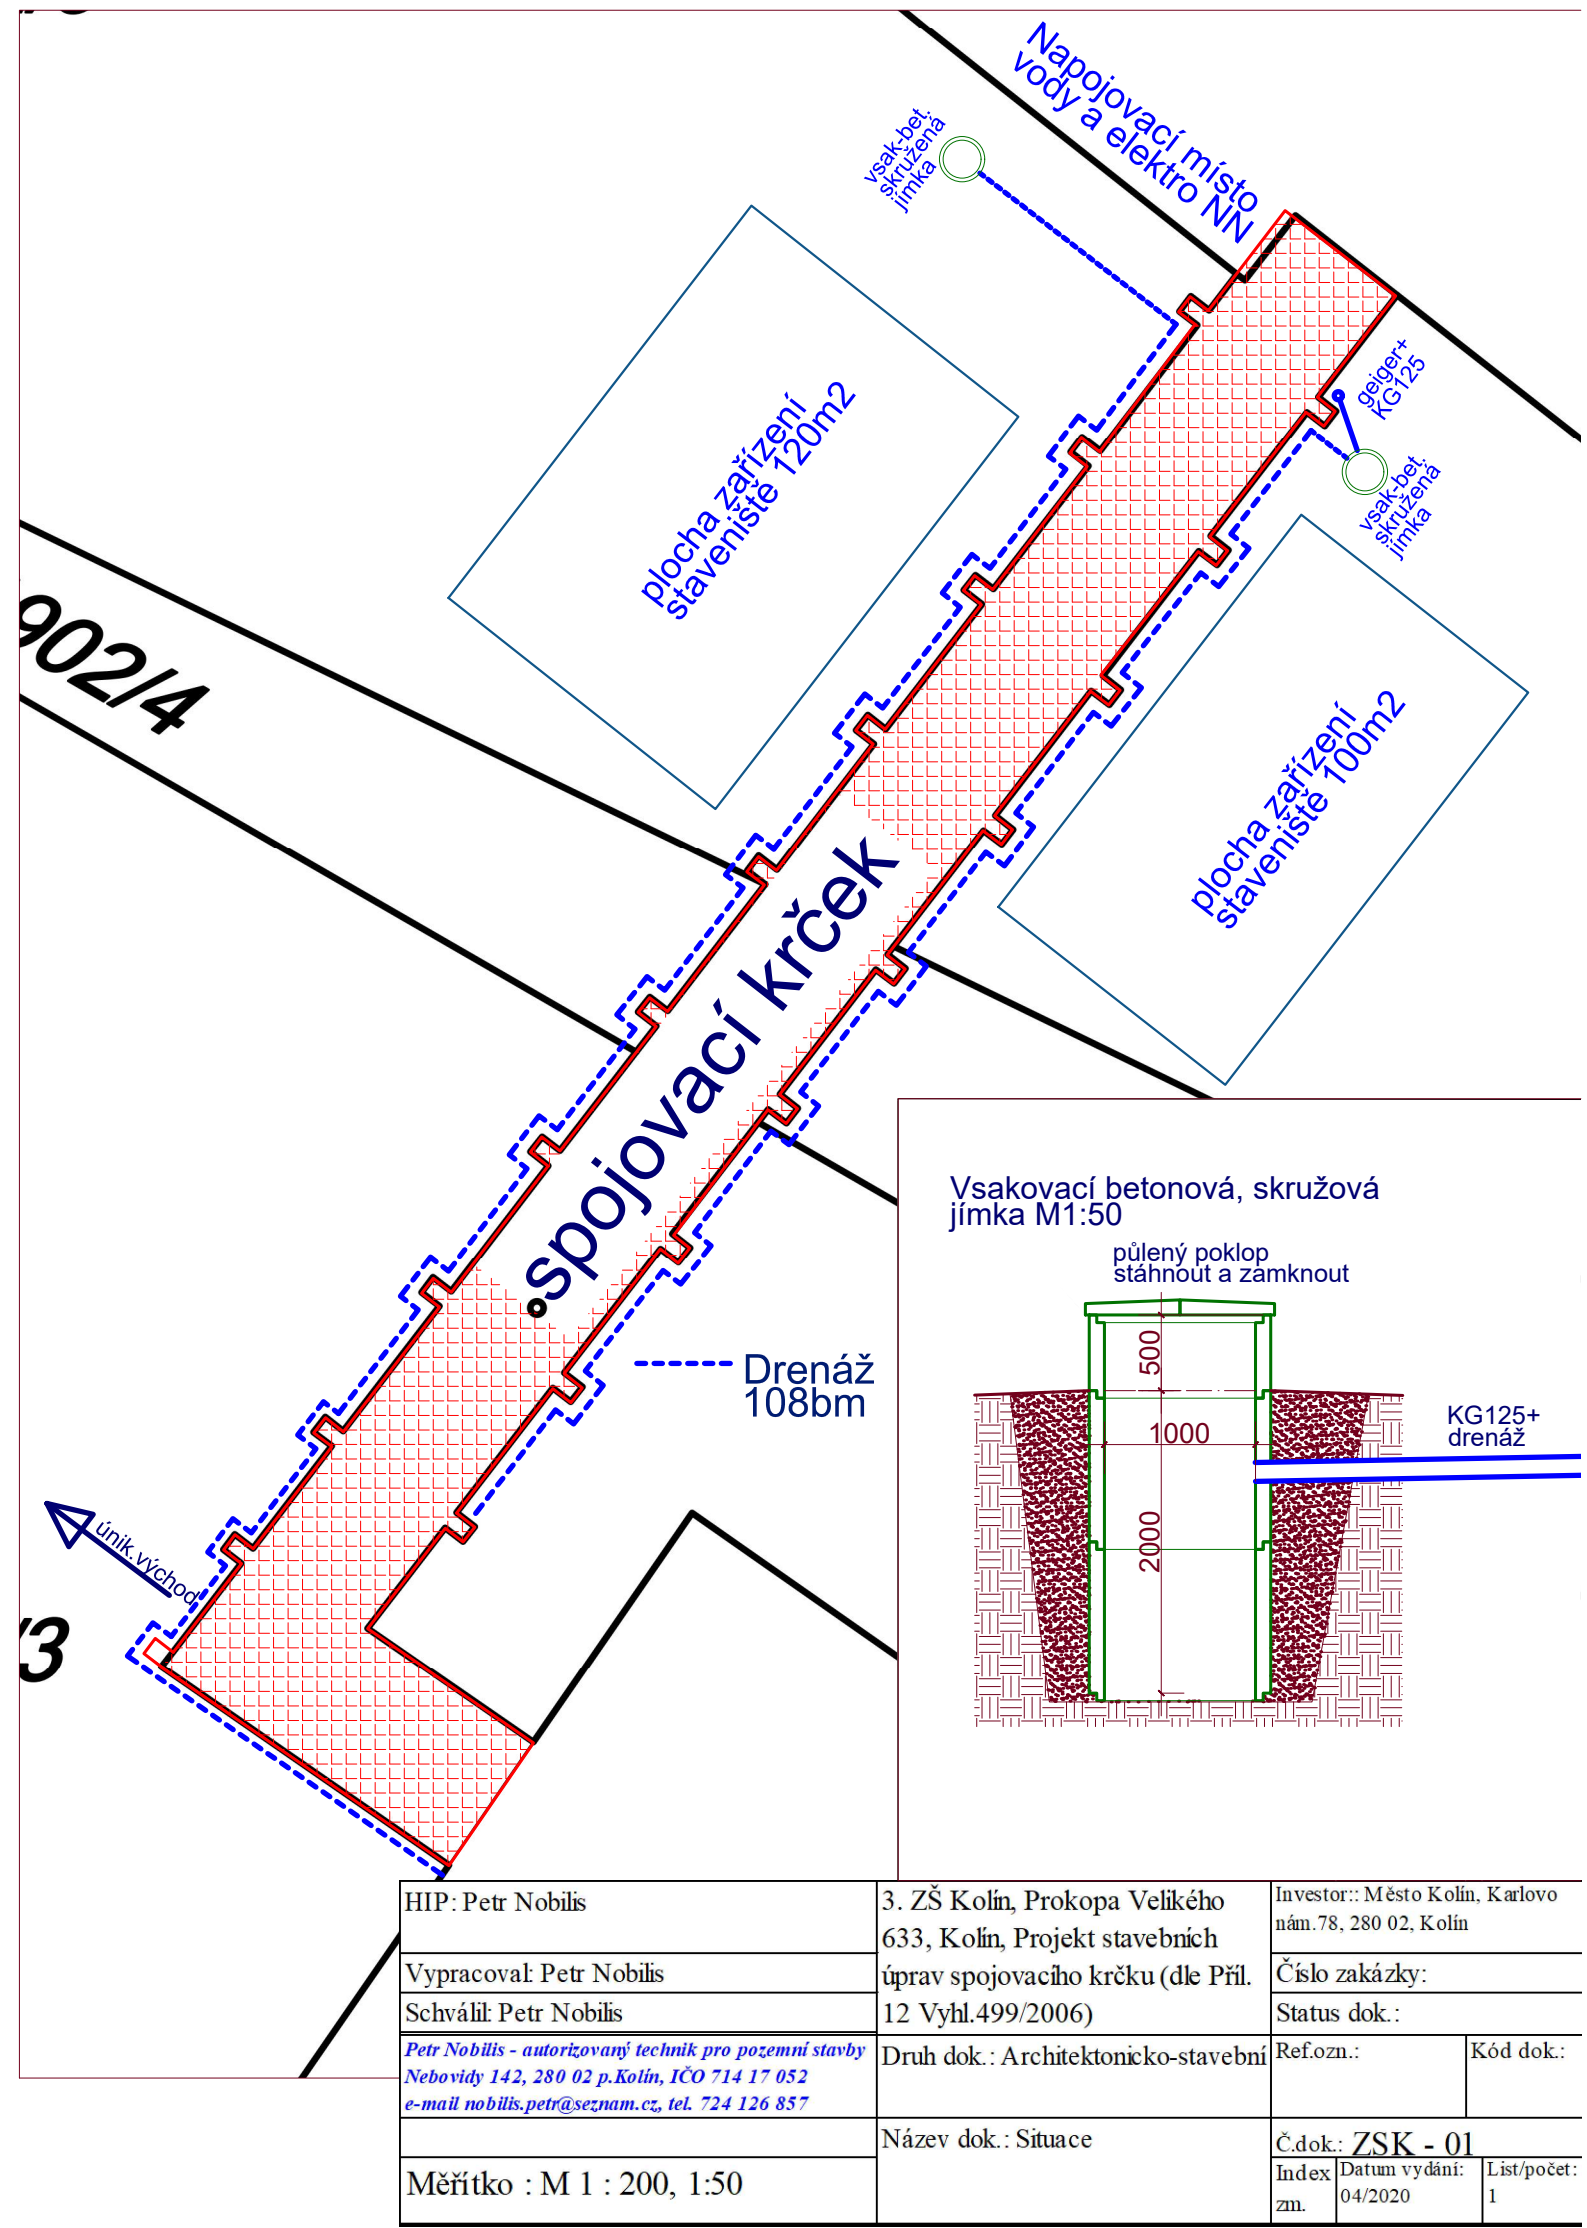 Napojovací místo
vody a elektro NN
vsak-bet.
skružená
jímka
geiger+
KG125
vsak-bet.
skružená
jímka
plocha zařízení
staveniště 120m2
plocha zařízení
staveniště 100m2
902/4
spojovací krček
Drenáž
108bm
únik.východ
/3
Vsakovací betonová, skružová
jímka M1:50
půlený poklop
stáhnout a zamknout
500
1000
2000
KG125+
drenáž
HIP: Petr Nobilis
Vypracoval: Petr Nobilis
Schválil: Petr Nobilis
Petr Nobilis - autorizovaný technik pro pozemní stavby
Nebovidy 142, 280 02 p.Kolín, IČO 714 17 052
e-mail nobilis.petr@seznam.cz, tel. 724 126 857
Měřítko : M 1 : 200, 1:50
3. ZŠ Kolín, Prokopa Velikého
633, Kolín, Projekt stavebních
úprav spojovacího krčku (dle Příl.
12 Vyhl.499/2006)
Druh dok.: Architektonicko-stavební
Název dok.: Situace
Investor:: Město Kolín, Karlovo
nám.78, 280 02, Kolín
Číslo zakázky:
Status dok.:
Ref.ozn.:
Kód dok.:
Č.dok.: ZSK - 01
Index
zm.
Datum vydání:
04/2020
List/počet:
1